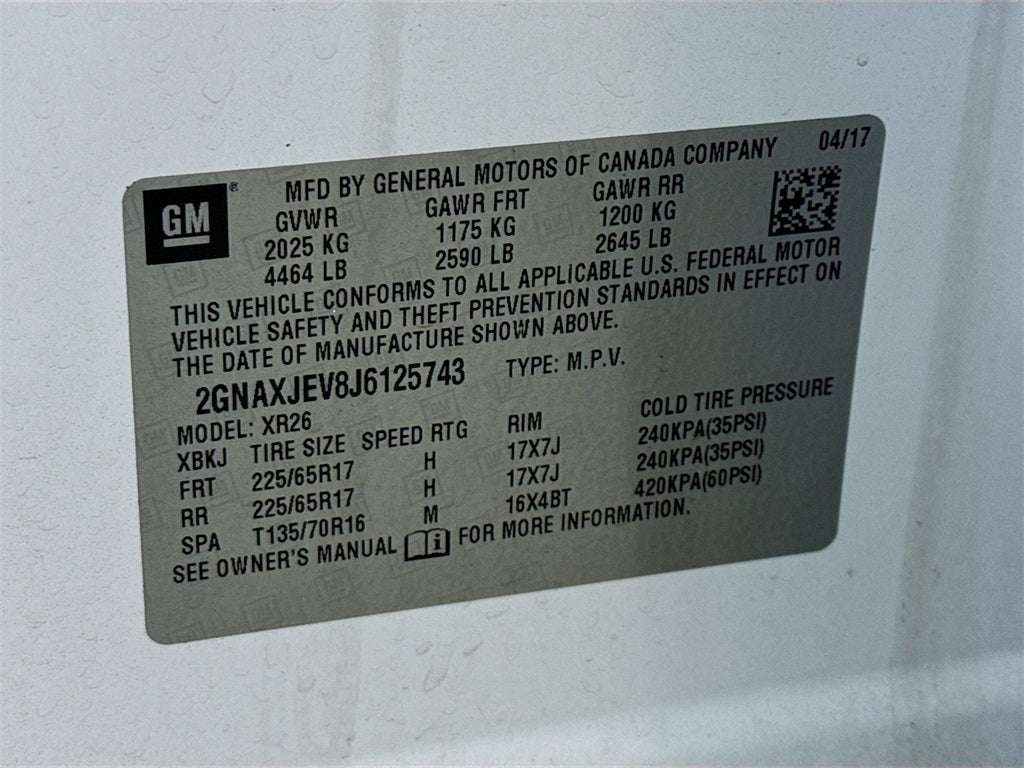 GM®
MFD BY GENERAL MOTORS OF CANADA COMPANY 04/17
GVWR GAWR FRT GAWR RR
2025 KG 1175 KG 1200 KG
4464 LB 2590 LB 2645 LB
THIS VEHICLE CONFORMS TO ALL APPLICABLE U.S. FEDERAL MOTOR
VEHICLE SAFETY AND THEFT PREVENTION STANDARDS IN EFFECT ON
THE DATE OF MANUFACTURE SHOWN ABOVE.
2GNAXJEV8J6125743 TYPE: M.P.V.
MODEL: XR26
XBKJ TIRE SIZE SPEED RTG RIM COLD TIRE PRESSURE
FRT 225/65R17 H 17X7J 240KPA(35PSI)
RR 225/65R17 H 17X7J 240KPA(35PSI)
SPA T135/70R16 M 16X4BT 420KPA(60PSI)
SEE OWNER'S MANUAL FOR MORE INFORMATION.